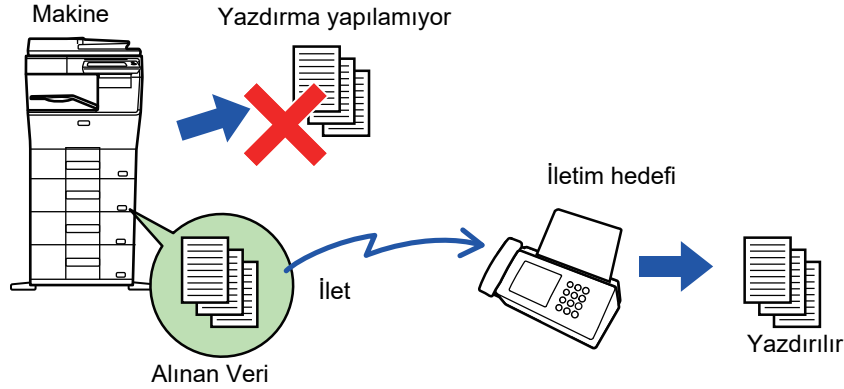 Makine
Yazdırma yapılamıyor
İletim hedefi
İlet
Yazdırılır
Alınan Veri